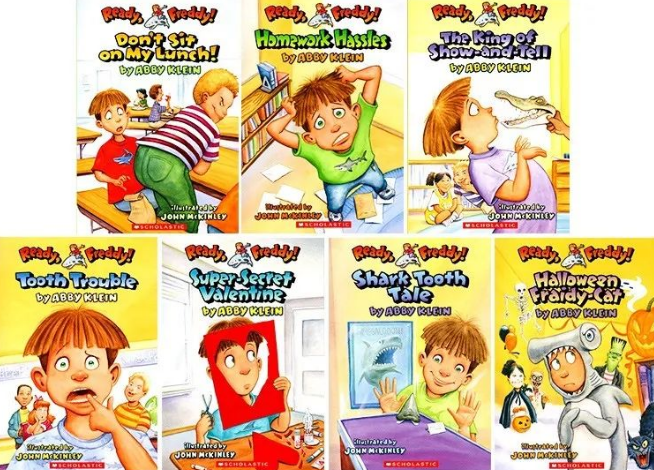 Ready, Freddy!
Don't Sit
on My Lunch!
by ABBY KLEIN
Illustrated by
JOHN McKINLEY
SCHOLASTIC
Ready, Freddy!
Homework Hassles
by ABBY KLEIN
Illustrated by
JOHN McKINLEY
SCHOLASTIC
Ready, Freddy!
The King of
Show-and-Tell
by ABBY KLEIN
Illustrated by
JOHN McKINLEY
SCHOLASTIC
Ready, Freddy!
Tooth Trouble
by ABBY KLEIN
Illustrated by
JOHN McKINLEY
SCHOLASTIC
Ready, Freddy!
Super-Secret
Valentine
by ABBY KLEIN
Illustrated by
JOHN McKINLEY
SCHOLASTIC
Ready, Freddy!
Shark Tooth
Tale
by ABBY KLEIN
Illustrated by
JOHN McKINLEY
SCHOLASTIC
Ready, Freddy!
Halloween
Fraidy-Cat
by ABBY KLEIN
Illustrated by
JOHN McKINLEY
SCHOLASTIC